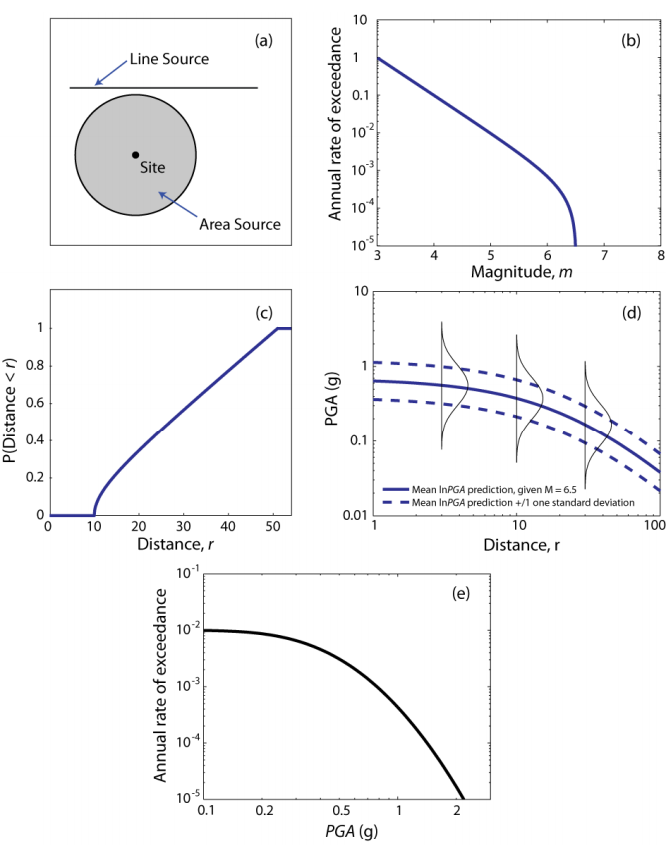 (a)
Line Source
Site
Area Source
(b)
Annual rate of exceedance
10
1
0.1
10-2
10-3
10-4
10-5
3 4 5 6 7 8
Magnitude, m
(c)
P(Distance < r)
1
0.8
0.6
0.4
0.2
0
0 10 20 30 40 50
Distance, r
(d)
PGA (g)
10
1
0.1
0.01
Mean lnPGA prediction, given M = 6.5
Mean lnPGA prediction +/1 one standard deviation
1 10 100
Distance, r
(e)
Annual rate of exceedance
10-1
10-2
10-3
10-4
10-5
0.1 0.2 0.5 1 2
PGA (g)